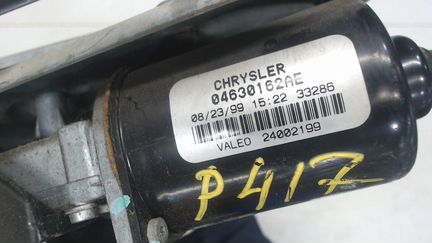 CHRYSLER
04630162AE
08/23/99 15:22 33286
VALEO 24002199
P417